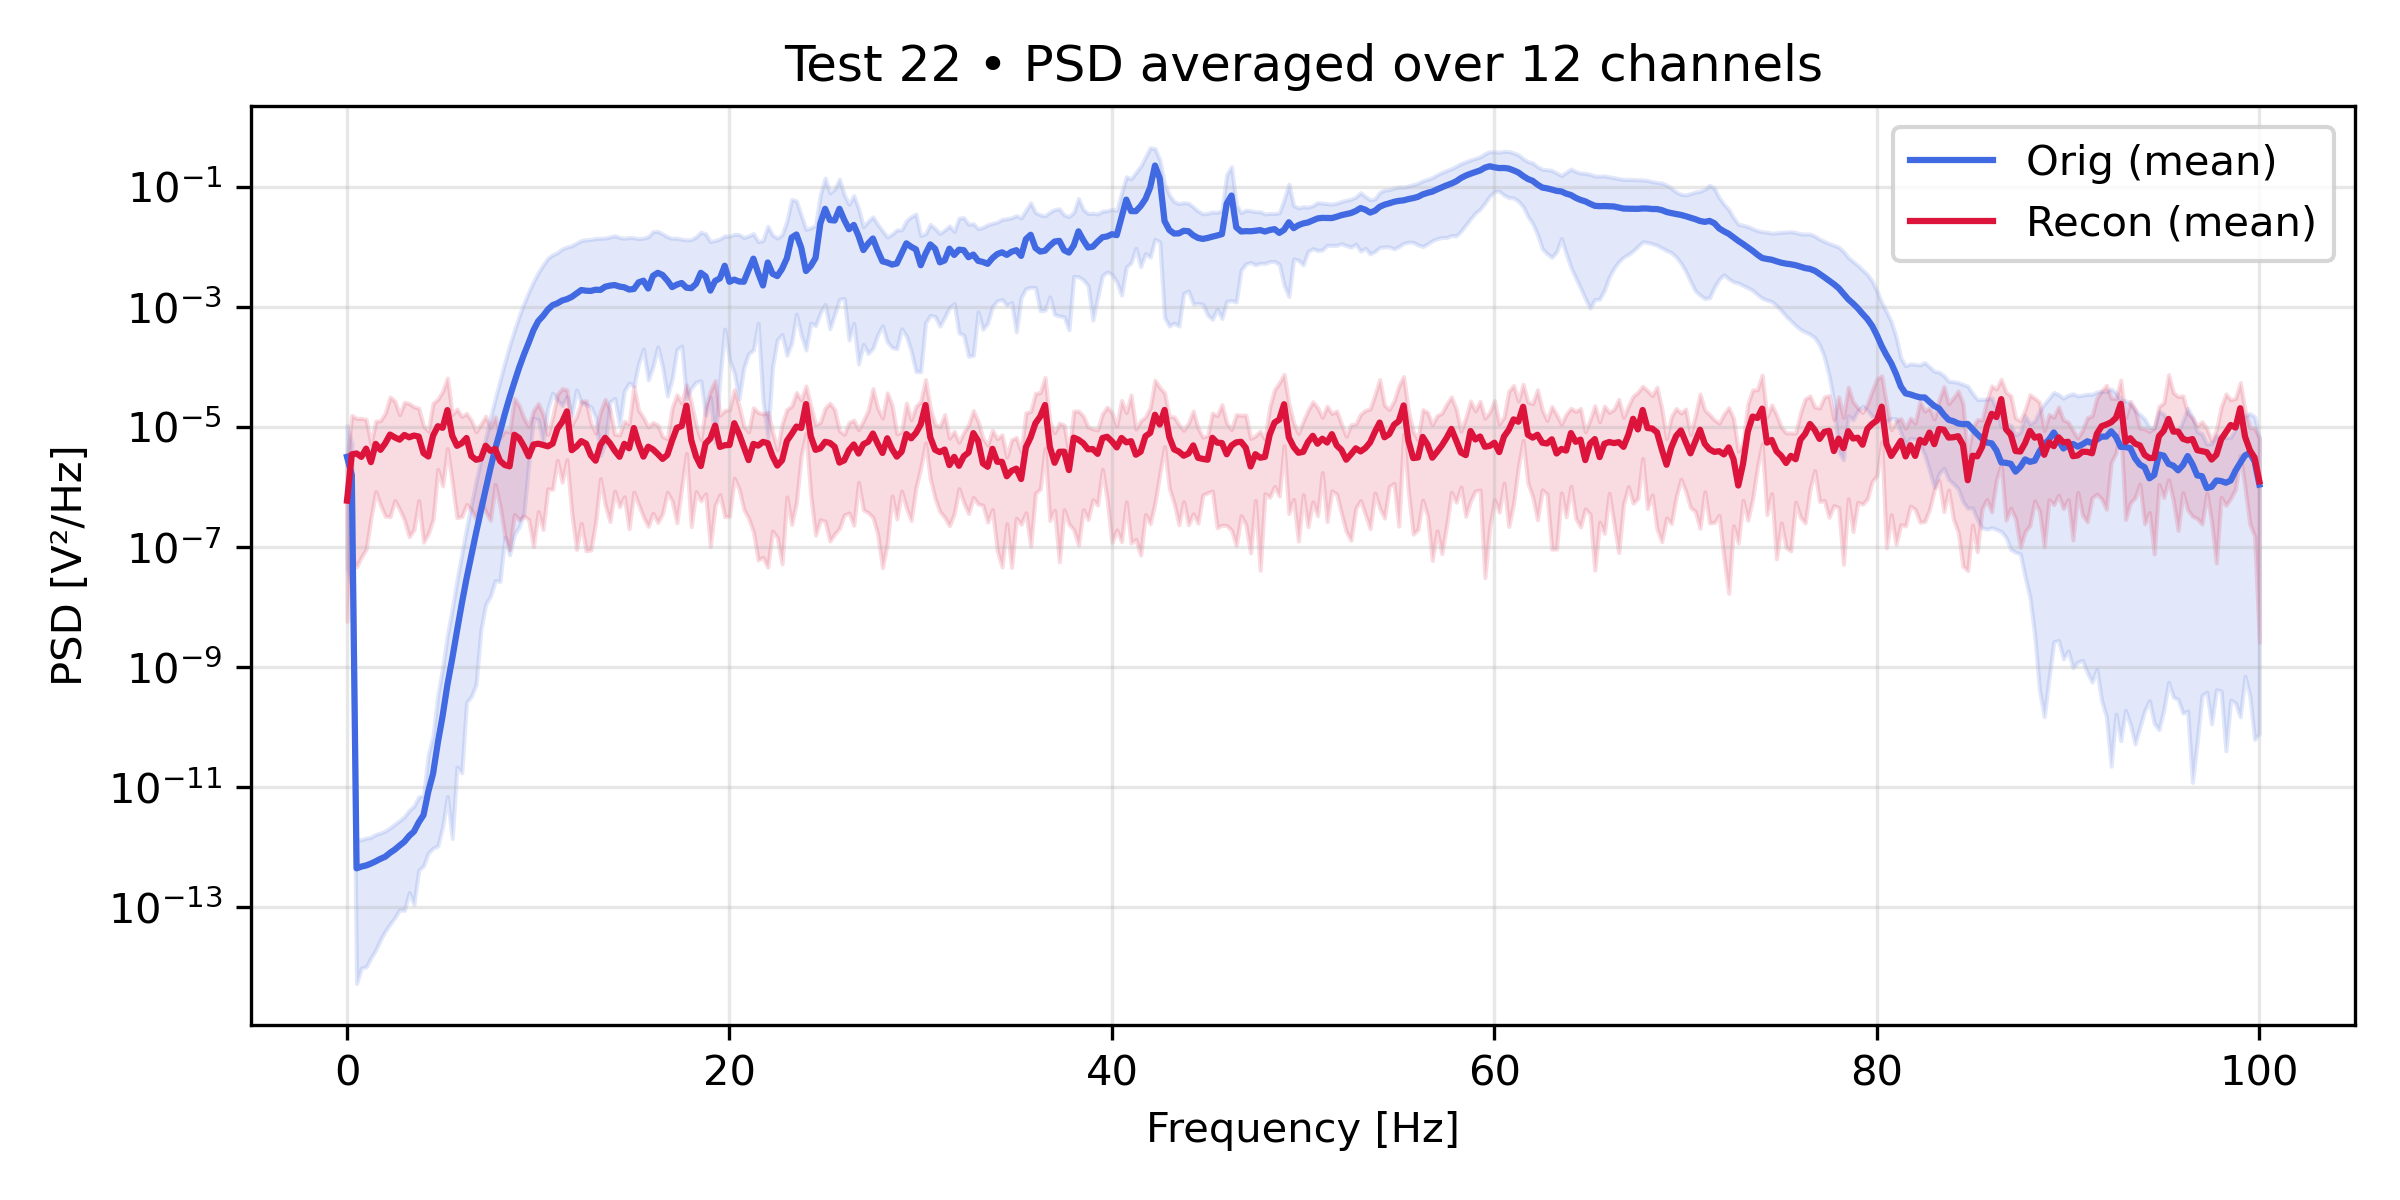 Test 22 • PSD averaged over 12 channels
Orig (mean)
Recon (mean)
PSD [V²/Hz]
10⁻¹
10⁻³
10⁻⁵
10⁻⁷
10⁻⁹
10⁻¹¹
10⁻¹³
0 20 40 60 80 100
Frequency [Hz]